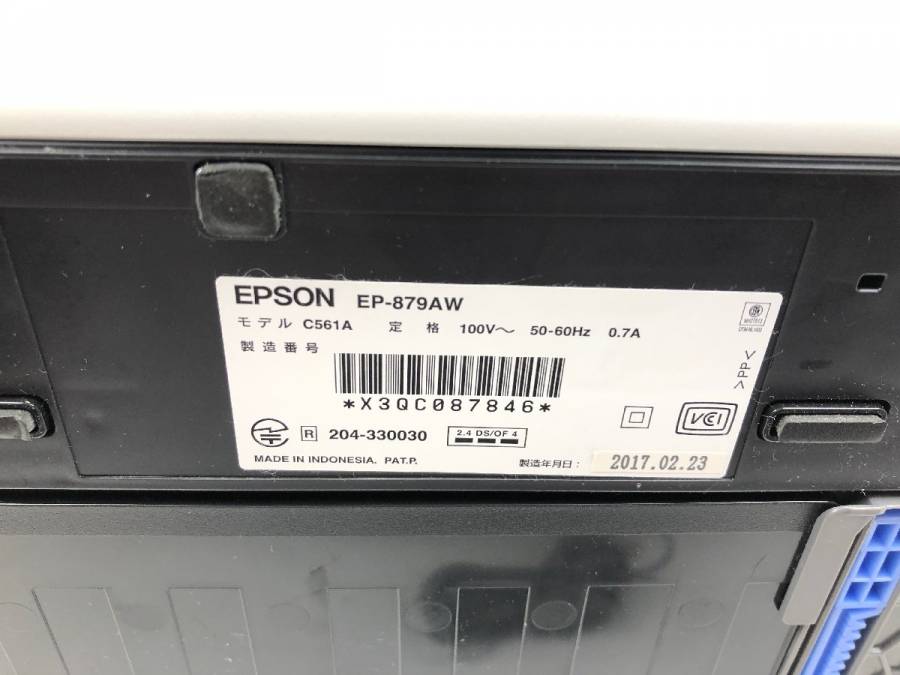 EPSON EP-879AW
モデル C561A 定 格 100V～ 50-60Hz 0.7A
製造番号
*X3QC087846*
R 204-330030 2.4 DS/OF 4
VCI
MADE IN INDONESIA. PAT.P. 製造年月日： 2017.02.23
>PP<